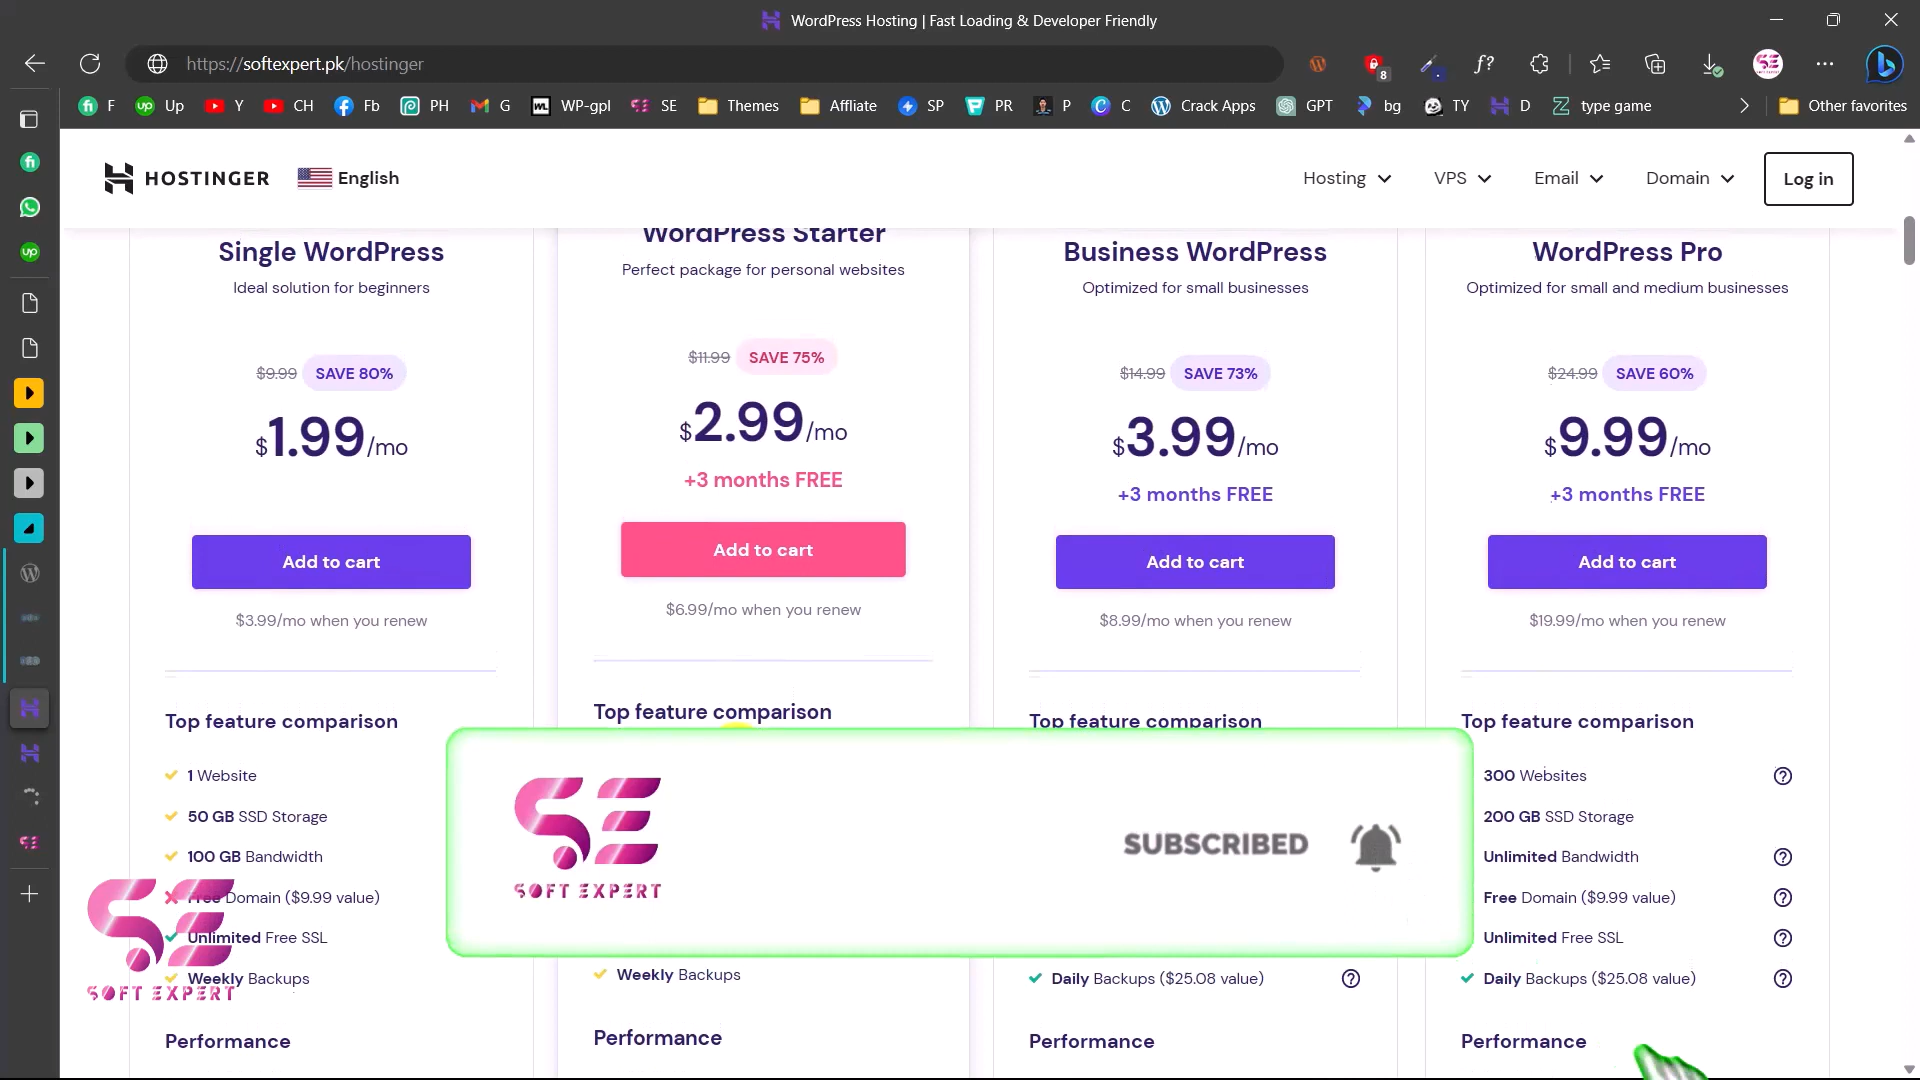 WordPress Hosting | Fast Loading & Developer Friendly
https://softexpert.pk/hostinger
8
F Up Y CH Fb PH G WP-gpl SE Themes Affliate SP PR P C Crack Apps GPT bg TY D type game Other favorites
HOSTINGER English Hosting VPS Email Domain Log in
Single WordPress
Ideal solution for beginners
$9.99 SAVE 80%
$1.99/mo
Add to cart
$3.99/mo when you renew
Top feature comparison
1 Website
50 GB SSD Storage
100 GB Bandwidth
Free Domain ($9.99 value)
Unlimited Free SSL
Weekly Backups
Performance
WordPress Starter
Perfect package for personal websites
$11.99 SAVE 75%
$2.99/mo
+3 months FREE
Add to cart
$6.99/mo when you renew
Top feature comparison
Weekly Backups
Performance
Business WordPress
Optimized for small businesses
$14.99 SAVE 73%
$3.99/mo
+3 months FREE
Add to cart
$8.99/mo when you renew
Top feature comparison
Daily Backups ($25.08 value)
Performance
WordPress Pro
Optimized for small and medium businesses
$24.99 SAVE 60%
$9.99/mo
+3 months FREE
Add to cart
$19.99/mo when you renew
Top feature comparison
300 Websites
200 GB SSD Storage
Unlimited Bandwidth
Free Domain ($9.99 value)
Unlimited Free SSL
Daily Backups ($25.08 value)
Performance
SE
SOFT EXPERT
SUBSCRIBED
SE
SOFT EXPERT